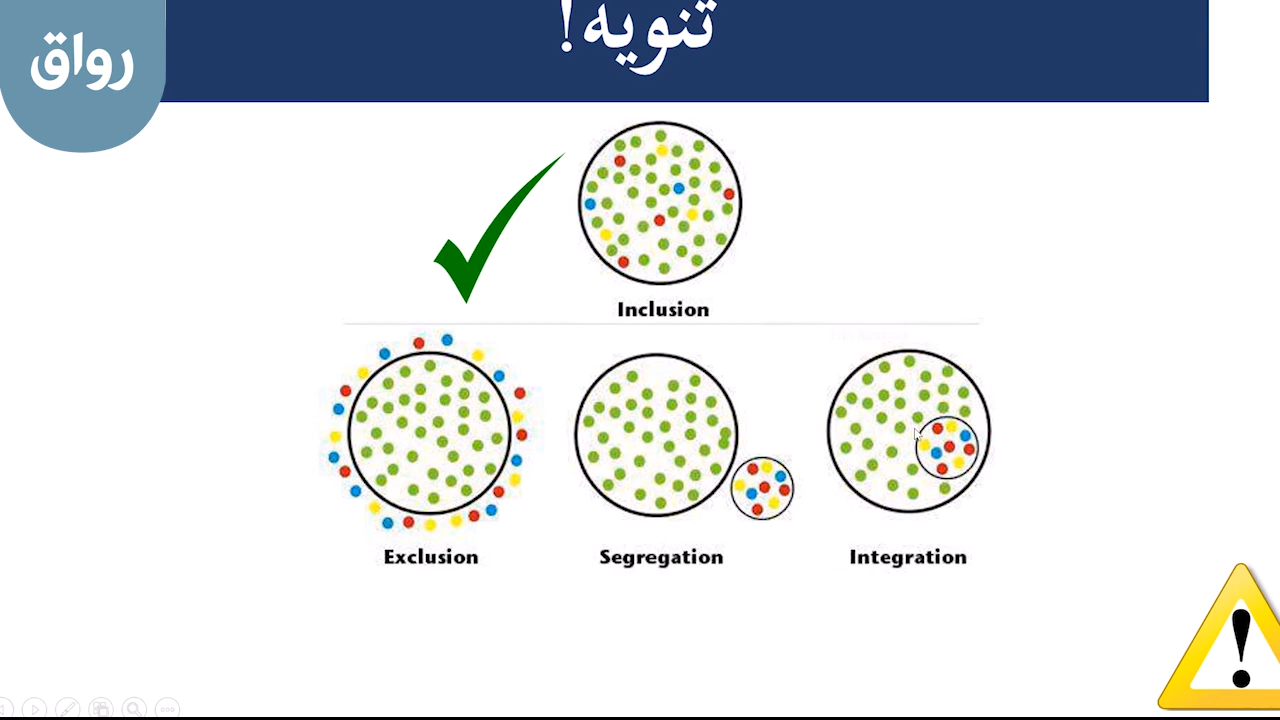 تنويه!
رواق
Inclusion
Exclusion
Segregation
Integration